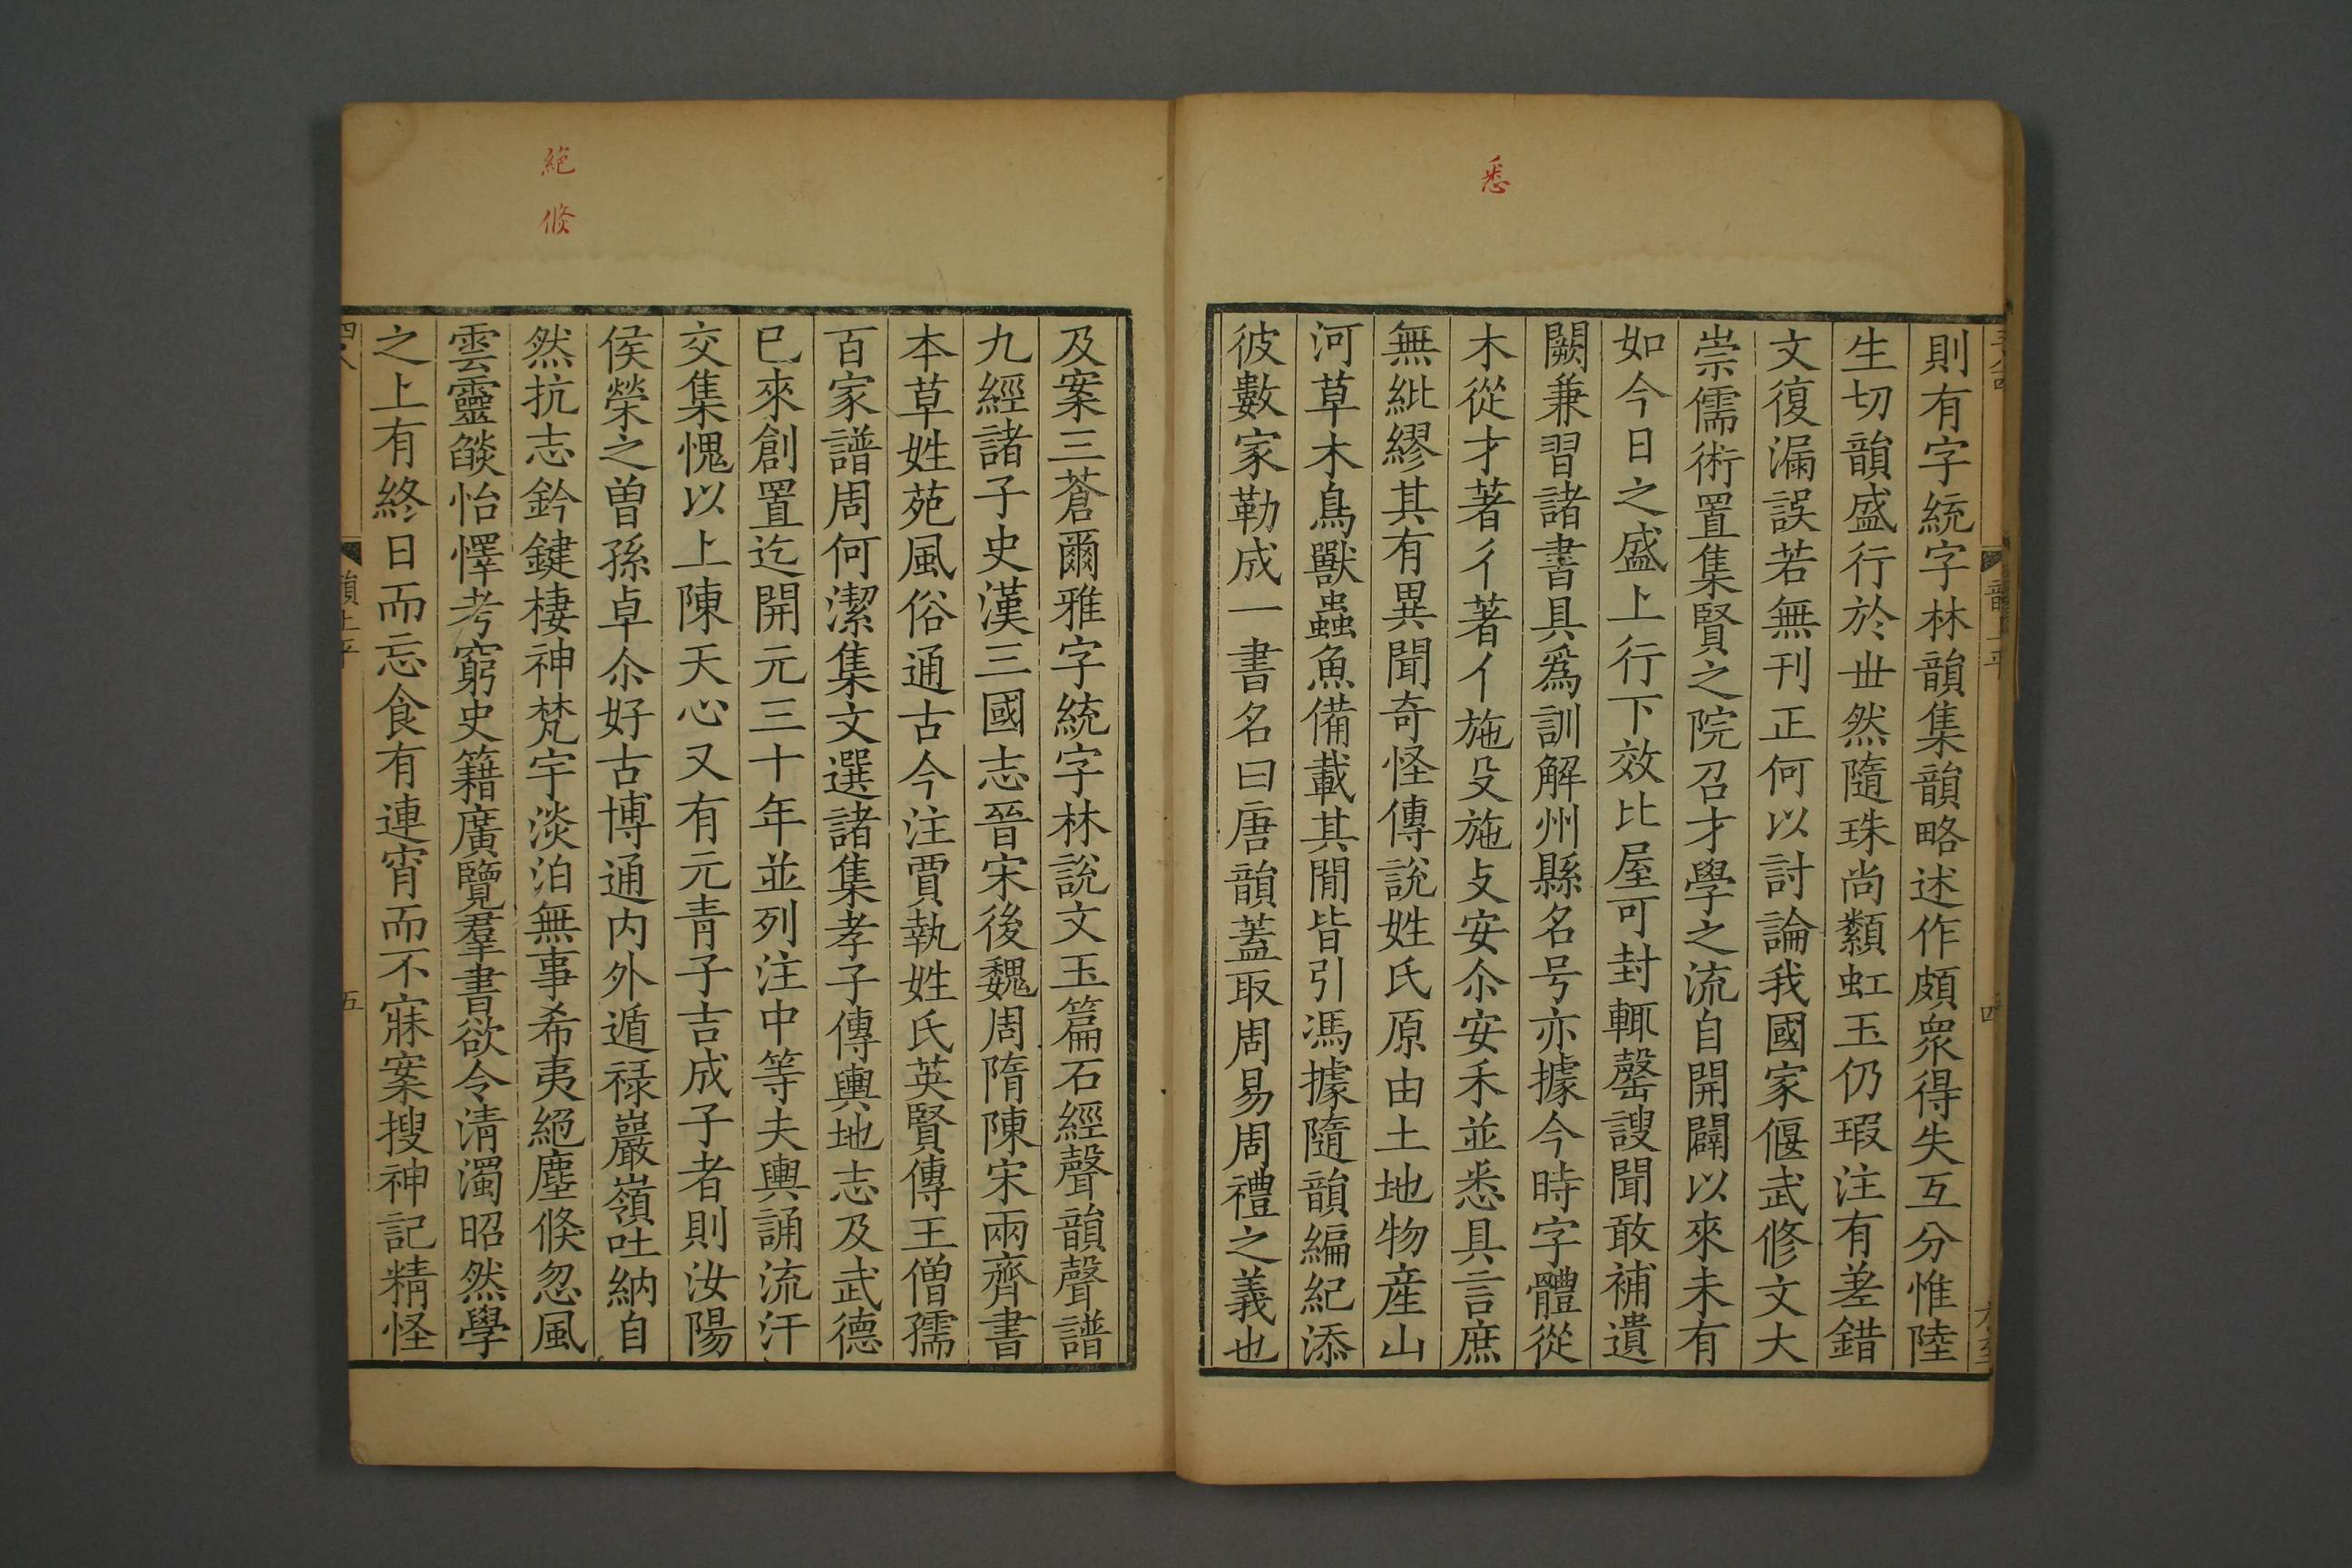 悉
則有字統字林韻集韻略述作頗衆得失互分惟陸
生切韻盛行於丗然隨珠尚纇虹玉仍瑕注有差錯
文復漏誤若無刊正何以討論我國家偃武修文大
崇儒術置集賢之院召才學之流自開闢以來未有
如今日之盛上行下效比屋可封輒罄謏聞敢補遺
闕兼習諸書具爲訓解州縣名号亦據今時字體從
木從才著彳著亻施殳施攴安尒安禾並悉具言庶
無紕繆其有異聞奇怪傳說姓氏原由土地物産山
河草木鳥獸蟲魚備載其閒皆引馮據隨韻編紀添
彼數家勒成一書名曰唐韻蓋取周易周禮之義也
絕
倏
及案三蒼爾雅字統字林說文玉篇石經聲韻聲譜
九經諸子史漢三國志晉宋後魏周隋陳宋兩齊書
本草姓苑風俗通古今注賈執姓氏英賢傳王僧孺
百家譜周何潔集文選諸集孝子傳輿地志及武德
已來創置迄開元三十年並列注中等夫輿誦流汗
交集愧以上陳天心又有元青子吉成子者則汝陽
侯榮之曽孫卓尒好古博通内外遁禄巖嶺吐納自
然抗志鈐鍵棲神梵宇淡泊無事希夷絕塵倏忽風
雲靈燄怡懌考窮史籍廣覽羣書欲令清濁昭然學
之上有終日而忘食有連宵而不寐案搜神記精怪
韻上平
五